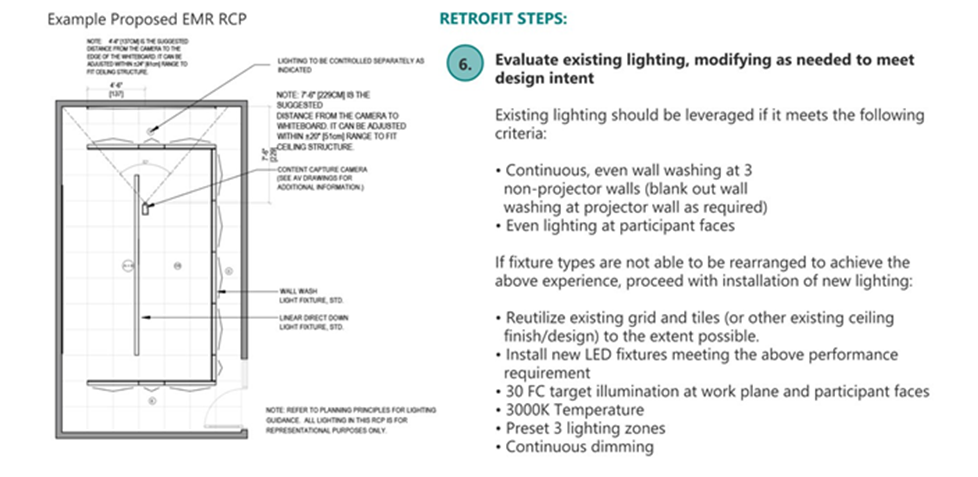 Example Proposed EMR RCP
NOTE: 4'-6" [137CM] IS THE SUGGESTED
DISTANCE FROM THE CAMERA TO THE
EDGE OF THE WHITEBOARD. IT CAN BE
ADJUSTED WITHIN ±24" [61cm] RANGE TO
FIT CEILING STRUCTURE.
4'-6"
[137]
LIGHTING TO BE CONTROLLED SEPARATELY AS
INDICATED
NOTE: 7'-6" [229CM] IS THE
SUGGESTED
DISTANCE FROM THE CAMERA TO
WHITEBOARD. IT CAN BE ADJUSTED
WITHIN ±20" [51cm] RANGE TO FIT
CEILING STRUCTURE.
7'-6"
CONTENT CAPTURE CAMERA
(SEE AV DRAWINGS FOR
ADDITIONAL INFORMATION.)
WALL WASH
LIGHT FIXTURE, STD.
LINEAR DIRECT DOWN
LIGHT FIXTURE, STD.
NOTE: REFER TO PLANNING PRINCIPLES FOR LIGHTING
GUIDANCE. ALL LIGHTING IN THIS RCP IS FOR
REPRESENTATIONAL PURPOSES ONLY.
RETROFIT STEPS:
6.
Evaluate existing lighting, modifying as needed to meet
design intent
Existing lighting should be leveraged if it meets the following
criteria:
• Continuous, even wall washing at 3
non-projector walls (blank out wall
washing at projector wall as required)
• Even lighting at participant faces
If fixture types are not able to be rearranged to achieve the
above experience, proceed with installation of new lighting:
• Reutilize existing grid and tiles (or other existing ceiling
finish/design) to the extent possible.
• Install new LED fixtures meeting the above performance
requirement
• 30 FC target illumination at work plane and participant faces
• 3000K Temperature
• Preset 3 lighting zones
• Continuous dimming